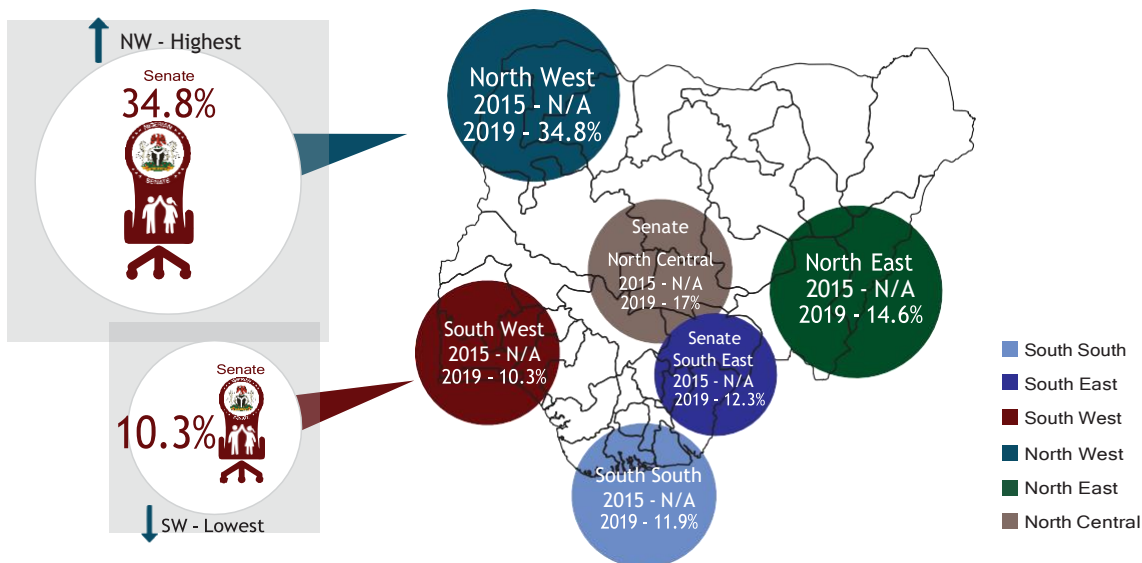 NW - Highest
Senate
34.8%
NIGERIAN
SENATE
North West
2015 - N/A
2019 - 34.8%
Senate
North Central
2015 - N/A
2019 - 17%
North East
2015 - N/A
2019 - 14.6%
South West
2015 - N/A
2019 - 10.3%
Senate
South East
2015 - N/A
2019 - 12.3%
South South
2015 - N/A
2019 - 11.9%
Senate
10.3%
SW - Lowest
South South
South East
South West
North West
North East
North Central